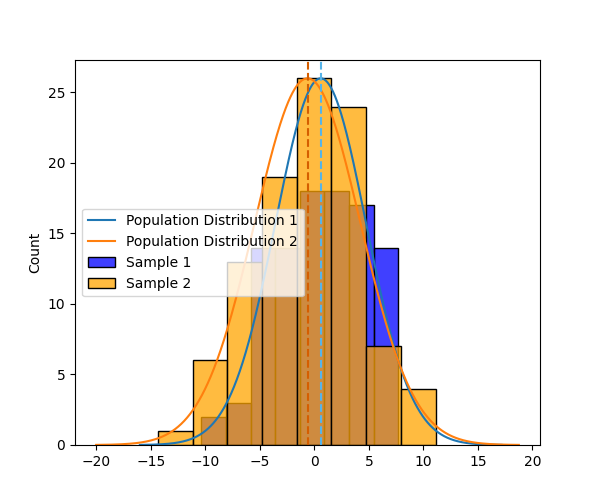 Count
25
20
15
10
5
0
Population Distribution 1
Population Distribution 2
Sample 1
Sample 2
−20 −15 −10 −5 0 5 10 15 20